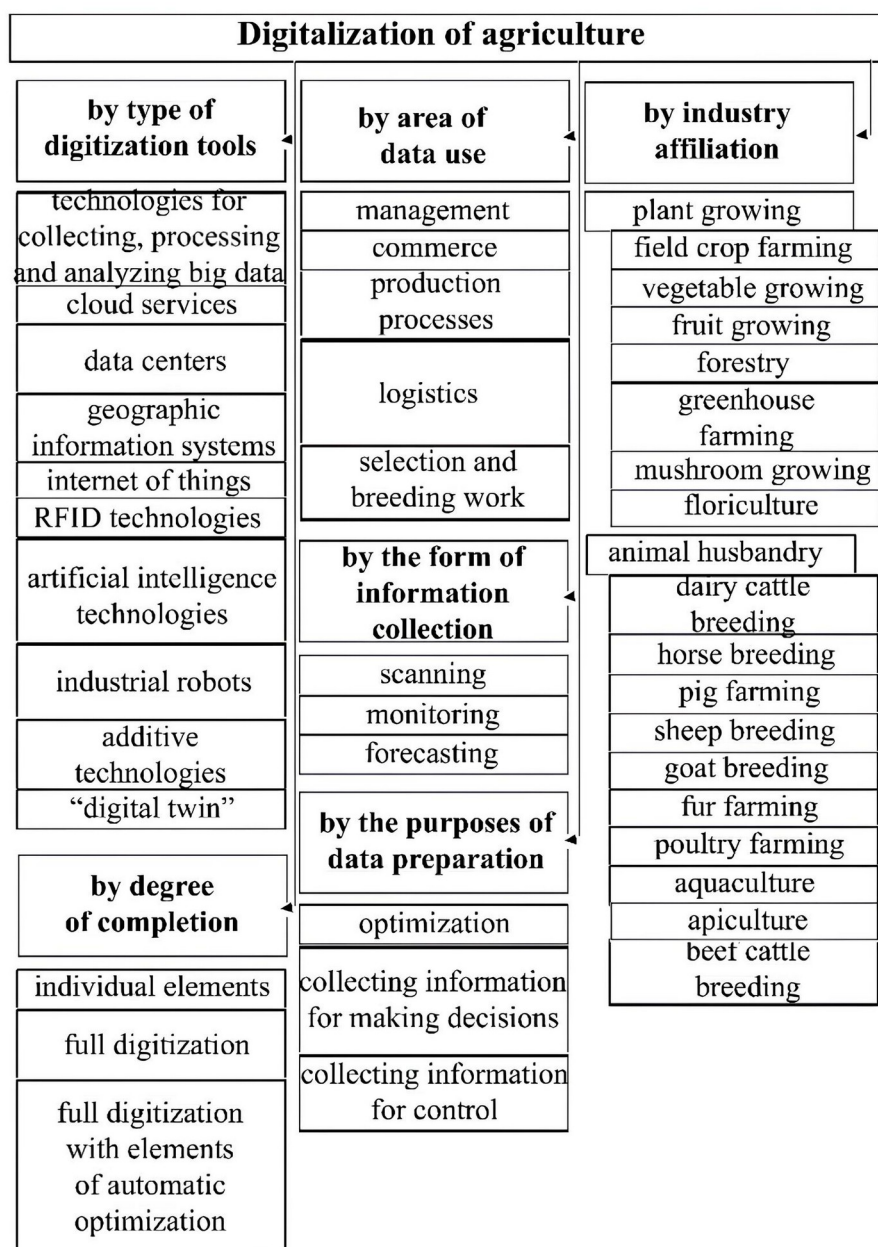 Digitalization of agriculture
by type of
digitization tools
technologies for
collecting, processing
and analyzing big data
cloud services
data centers
geographic
information systems
internet of things
RFID technologies
artificial intelligence
technologies
industrial robots
additive
technologies
“digital twin”
by degree
of completion
individual elements
full digitization
full digitization
with elements
of automatic
optimization
by area of
data use
management
commerce
production
processes
logistics
selection and
breeding work
by the form of
information
collection
scanning
monitoring
forecasting
by the purposes of
data preparation
optimization
collecting information
for making decisions
collecting information
for control
by industry
affiliation
plant growing
field crop farming
vegetable growing
fruit growing
forestry
greenhouse
farming
mushroom growing
floriculture
animal husbandry
dairy cattle
breeding
horse breeding
pig farming
sheep breeding
goat breeding
fur farming
poultry farming
aquaculture
apiculture
beef cattle
breeding